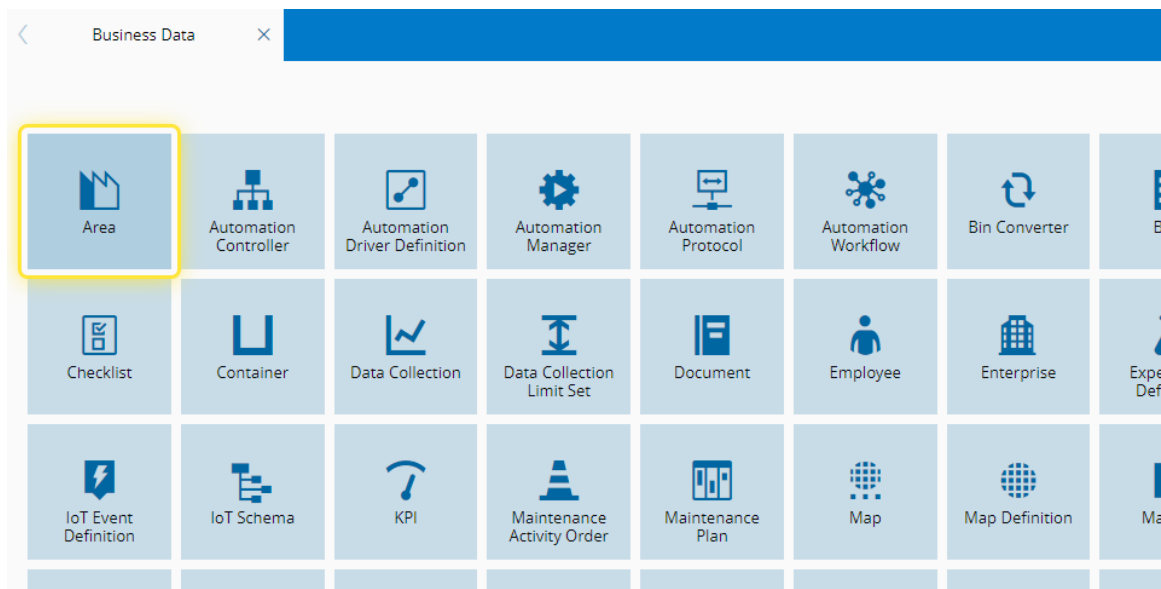 Business Data
Area
Automation
Controller
Automation
Driver Definition
Automation
Manager
Automation
Protocol
Automation
Workflow
Bin Converter
Checklist
Container
Data Collection
Data Collection
Limit Set
Document
Employee
Enterprise
IoT Event
Definition
IoT Schema
KPI
Maintenance
Activity Order
Maintenance
Plan
Map
Map Definition